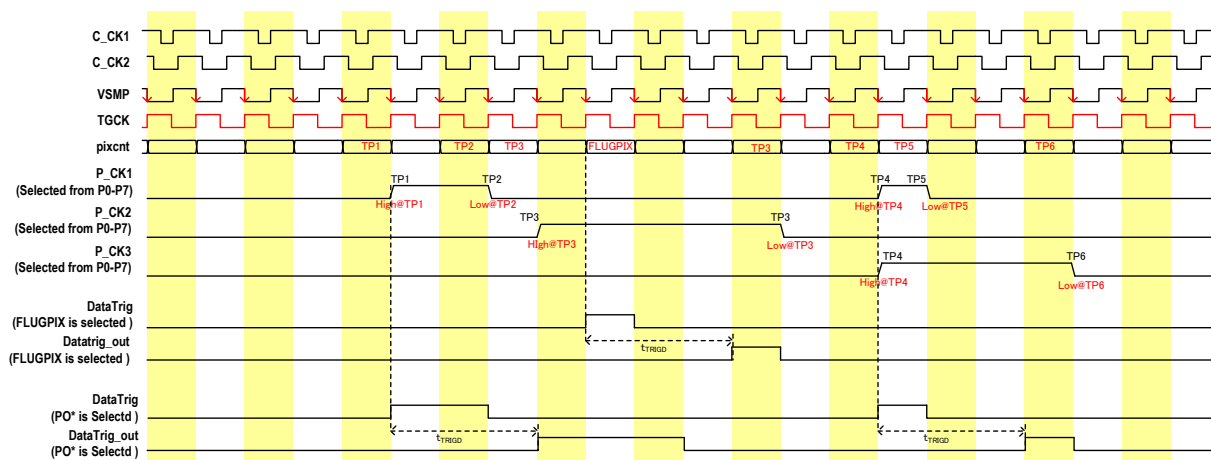 C_CK1
C_CK2
VSMP
TGCK
pixcnt TP1 TP2 TP3 FLUGPIX TP3 TP4 TP5 TP6
P_CK1
(Selected from P0-P7)
TP1 TP2 TP4 TP5
High@TP1 Low@TP2 High@TP4 Low@TP5
P_CK2
(Selected from P0-P7)
TP3 TP3
HIgh@TP3 Low@TP3
P_CK3
(Selected from P0-P7)
TP4 TP6
High@TP4 Low@TP6
DataTrig
(FLUGPIX is selected )
Datatrig_out
(FLUGPIX is selected )
tTRIGD
DataTrig
(PO* is Selectd )
DataTrig_out
(PO* is Selectd )
tTRIGD tTRIGD